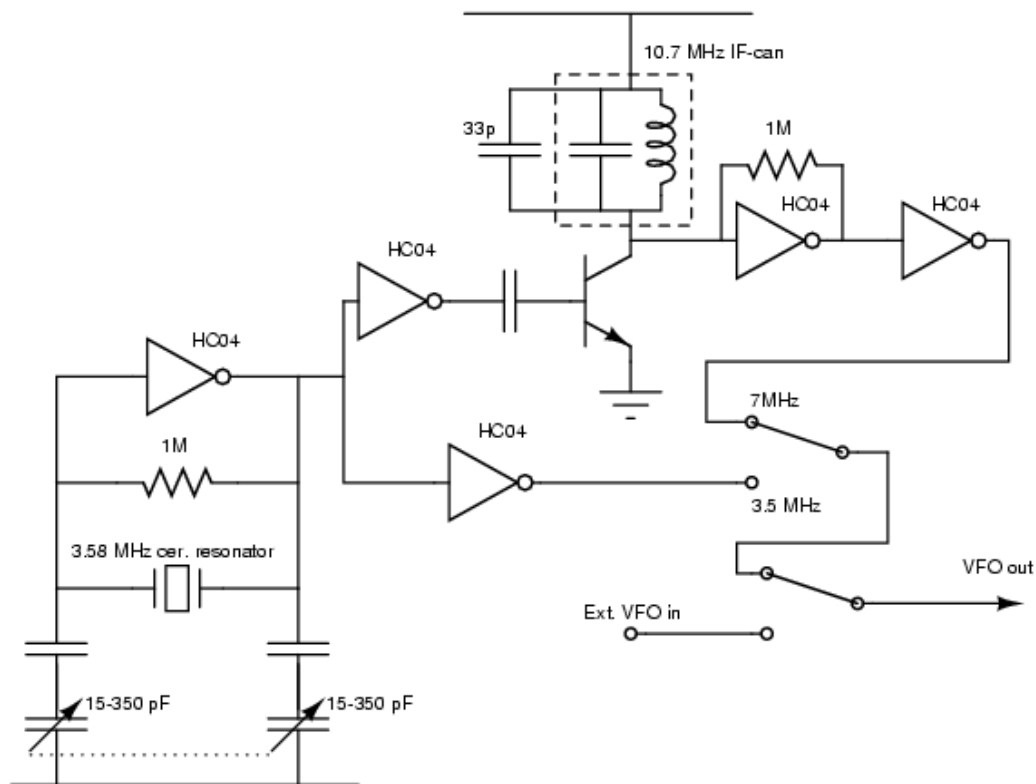 10.7 MHz IF-can
33p
1M
HC04
HC04
HC04
HC04
1M
7MHz
HC04
3.5 MHz
3.58 MHz cer. resonator
VFO out
Ext. VFO in
15-350 pF
15-350 pF